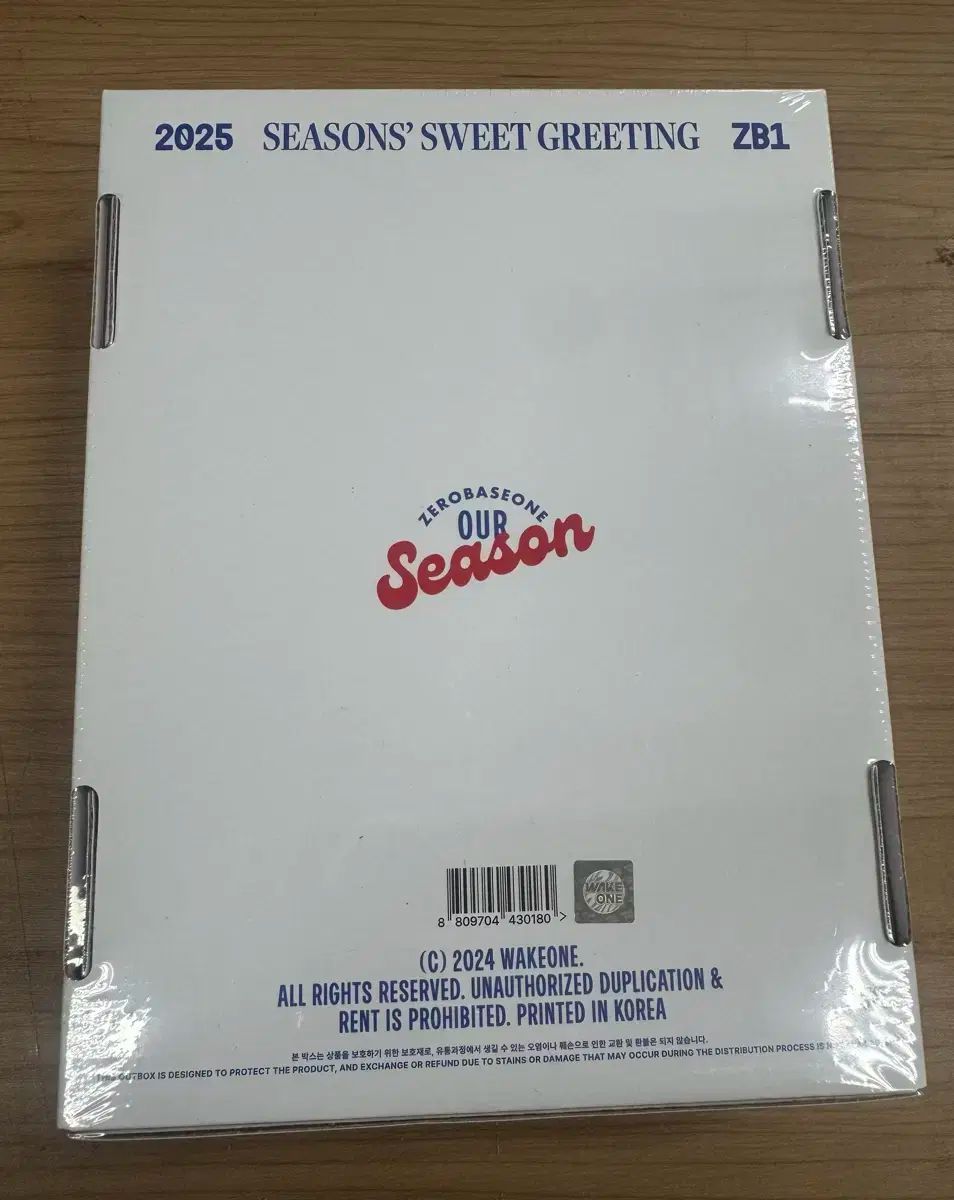 2025 SEASONS' SWEET GREETING ZB1
ZEROBASEONE
OUR
Season
8 809704 430180 >
WAKE
ONE
(C) 2024 WAKEONE.
ALL RIGHTS RESERVED. UNAUTHORIZED DUPLICATION &
RENT IS PROHIBITED. PRINTED IN KOREA
본 박스는 상품을 보호하기 위한 보호재로, 유통과정에서 생길 수 있는 오염이나 훼손으로 인한 교환 및 환불은 되지 않습니다.
THIS OUTBOX IS DESIGNED TO PROTECT THE PRODUCT, AND EXCHANGE OR REFUND DUE TO STAINS OR DAMAGE THAT MAY OCCUR DURING THE DISTRIBUTION PROCESS IS